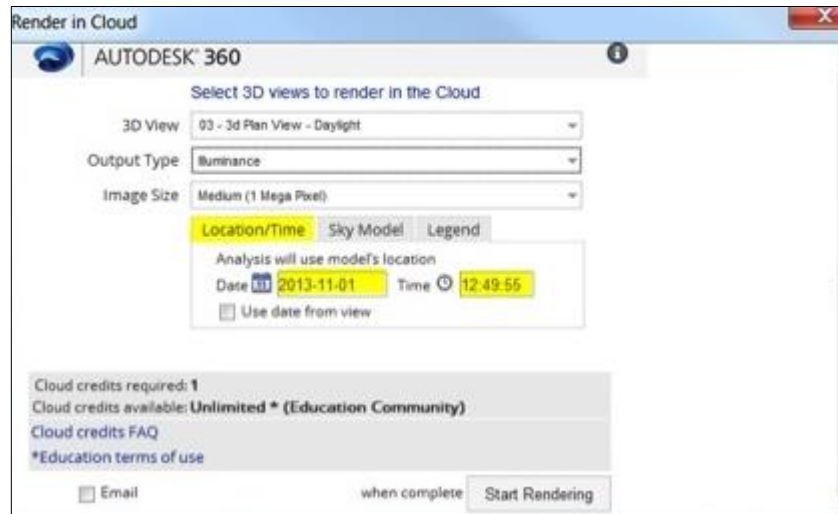 Render in Cloud
AUTODESK® 360
Select 3D views to render in the Cloud
3D View 03 - 3d Plan View - Daylight
Output Type Illuminance
Image Size Medium (1 Mega Pixel)
Location/Time Sky Model Legend
Analysis will use model's location
Date 2013-11-01 Time 12:49:55
Use date from view
Cloud credits required: 1
Cloud credits available: Unlimited * (Education Community)
Cloud credits FAQ
*Education terms of use
Email when complete Start Rendering